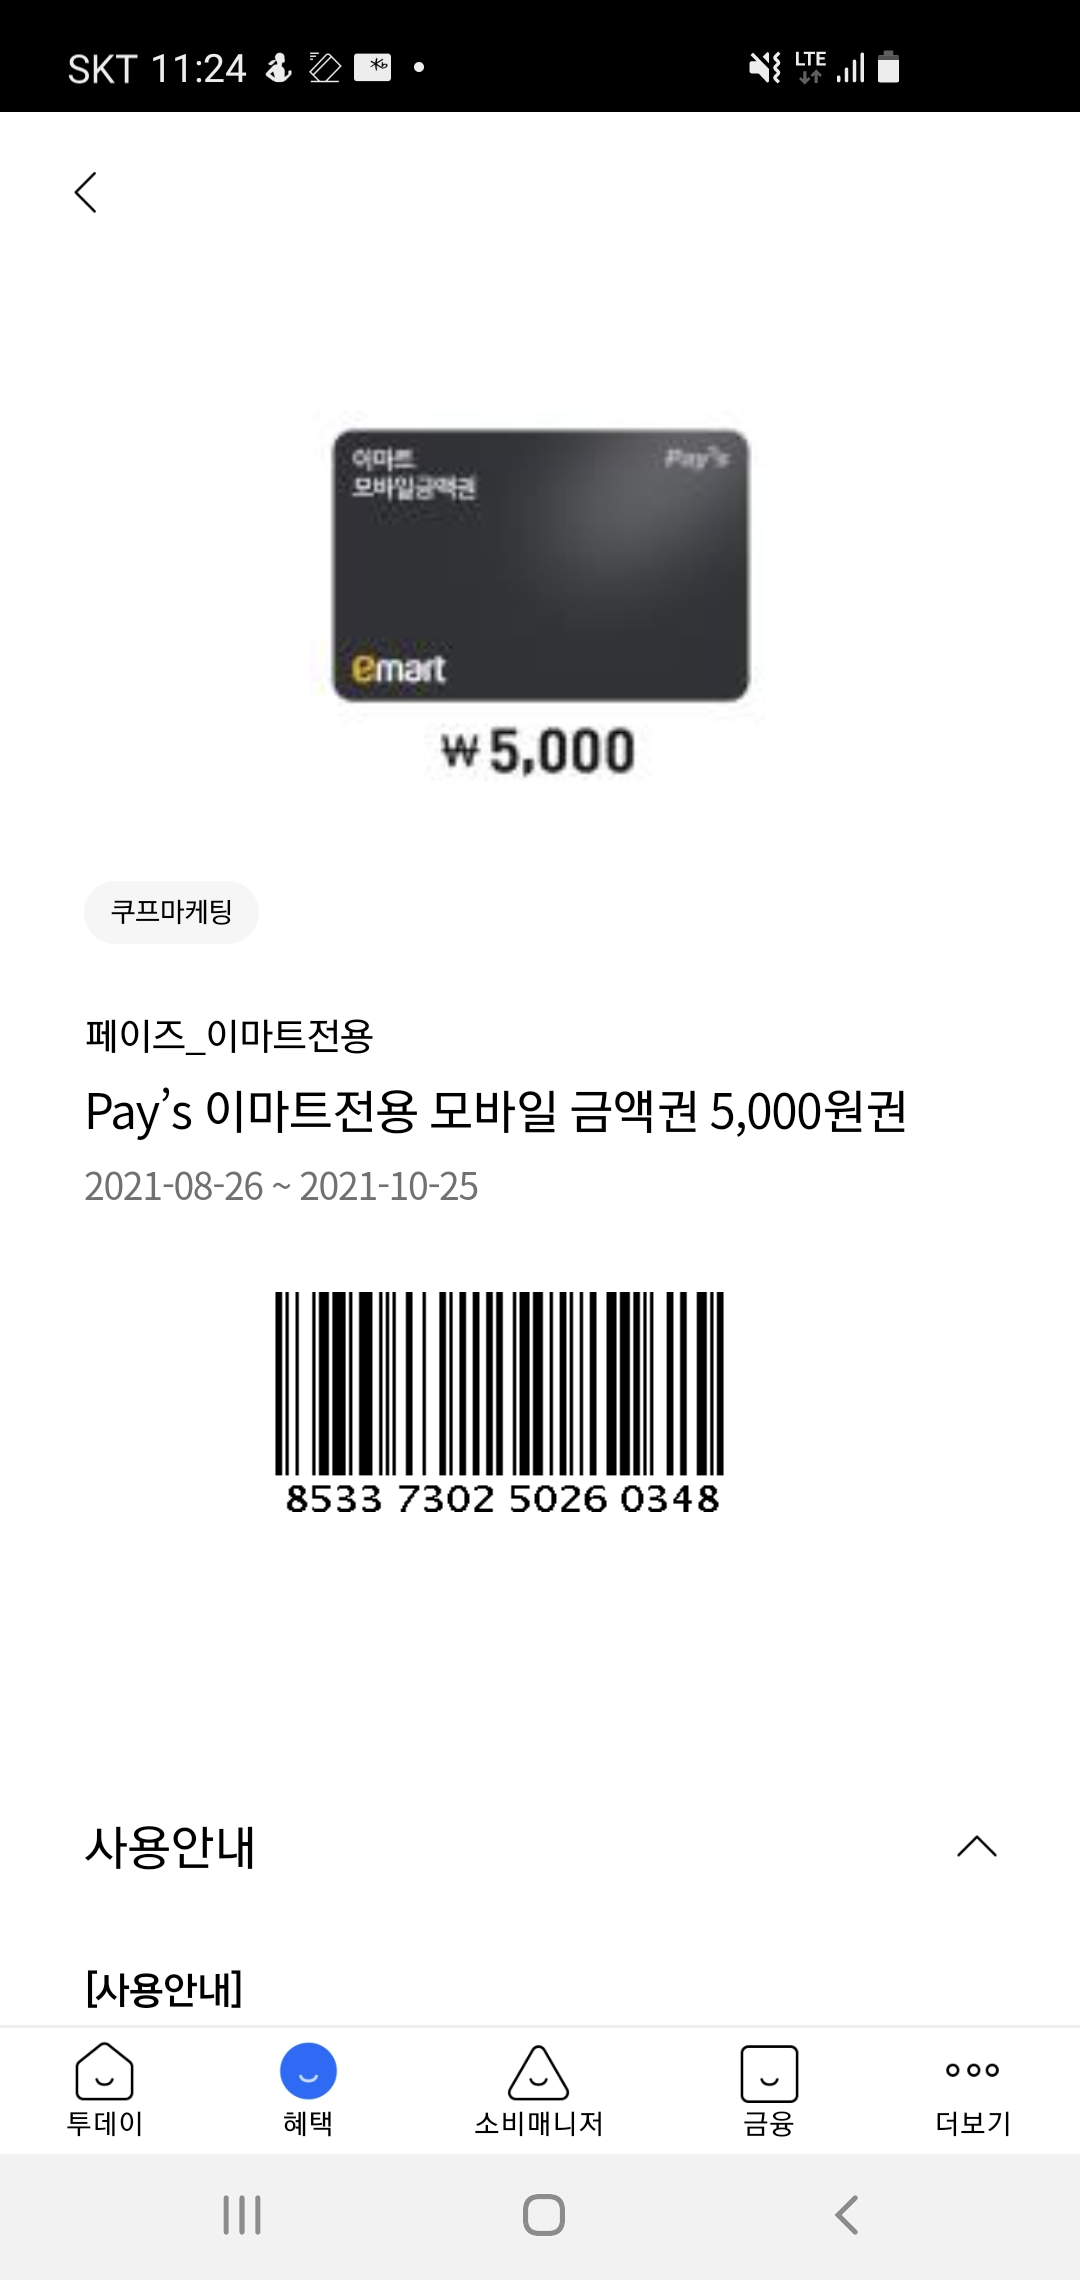 SKT 11:24
LTE
이마트
모바일금액권
Pay's
emart
₩5,000
쿠프마케팅
페이즈_이마트전용
Pay’s 이마트전용 모바일 금액권 5,000원권
2021-08-26 ~ 2021-10-25
8533 7302 5026 0348
사용안내
[사용안내]
투데이
혜택
소비매니저
금융
더보기